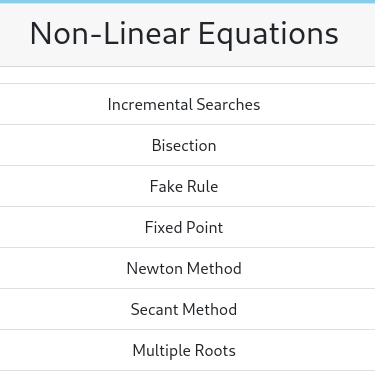 Non-Linear Equations
Incremental Searches
Bisection
Fake Rule
Fixed Point
Newton Method
Secant Method
Multiple Roots